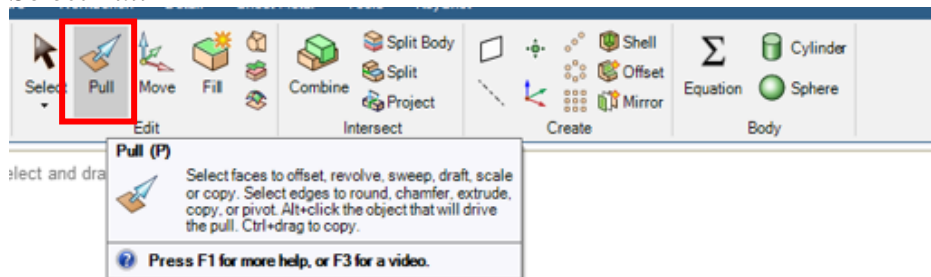 Select Pull Move Fill Combine Split Body Split Project Shell Offset Mirror Equation Cylinder Sphere
Edit Intersect Create Body
Pull (P)
elect and dra
Select faces to offset, revolve, sweep, draft, scale
or copy. Select edges to round, chamfer, extrude,
copy, or pivot. Alt+click the object that will drive
the pull. Ctrl+drag to copy.
Press F1 for more help, or F3 for a video.